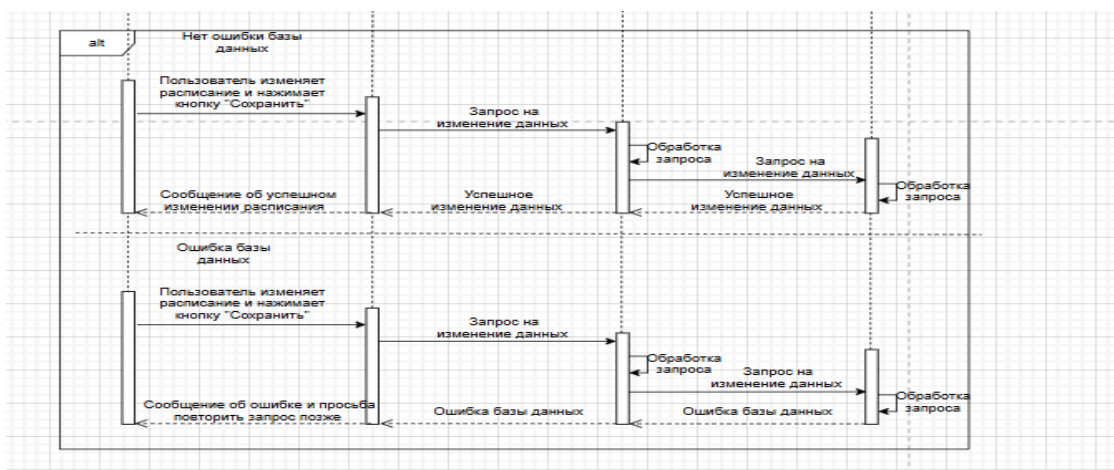 alt
Нет ошибки базы
данных
Пользователь изменяет
расписание и нажимает
кнопку "Сохранить"
Запрос на
изменение данных
Обработка
запроса
Запрос на
изменение данных
Обработка
запроса
Успешное
изменение данных
Успешное
изменение данных
Сообщение об успешном
изменении расписания
Ошибка базы
данных
Пользователь изменяет
расписание и нажимает
кнопку "Сохранить"
Запрос на
изменение данных
Обработка
запроса
Запрос на
изменение данных
Обработка
запроса
Ошибка базы данных
Ошибка базы данных
Сообщение об ошибке и просьба
повторить запрос позже